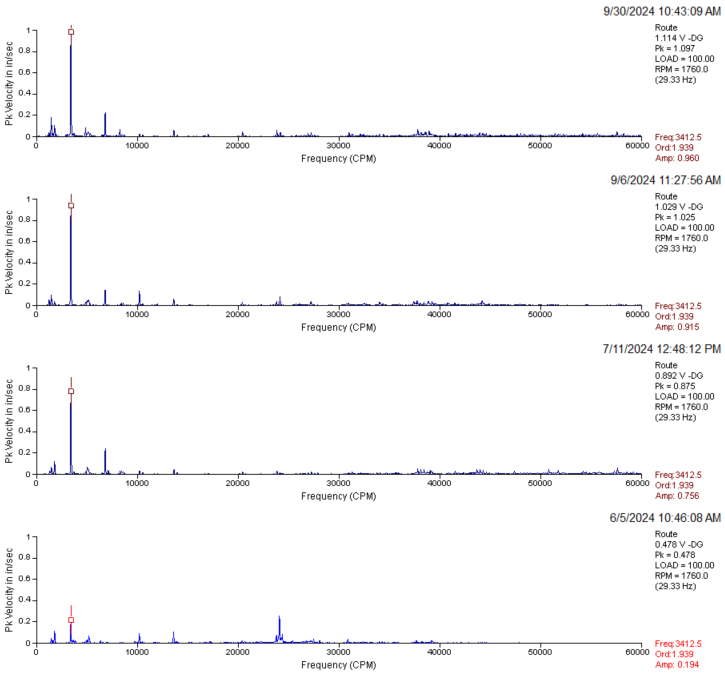 9/30/2024 10:43:09 AM
Route
1.114 V -DG
Pk = 1.097
LOAD = 100.00
RPM = 1760.0
(29.33 Hz)
Pk Velocity in in/sec
1
0.8
0.6
0.4
0.2
0
0 10000 20000 30000 40000 50000 60000
Frequency (CPM)
Freq:3412.5
Ord:1.939
Amp: 0.960
9/6/2024 11:27:56 AM
Route
1.029 V -DG
Pk = 1.025
LOAD = 100.00
RPM = 1760.0
(29.33 Hz)
Pk Velocity in in/sec
1
0.8
0.6
0.4
0.2
0
0 10000 20000 30000 40000 50000 60000
Frequency (CPM)
Freq:3412.5
Ord:1.939
Amp: 0.915
7/11/2024 12:48:12 PM
Route
0.892 V -DG
Pk = 0.875
LOAD = 100.00
RPM = 1760.0
(29.33 Hz)
Pk Velocity in in/sec
1
0.8
0.6
0.4
0.2
0
0 10000 20000 30000 40000 50000 60000
Frequency (CPM)
Freq:3412.5
Ord:1.939
Amp: 0.756
6/5/2024 10:46:08 AM
Route
0.478 V -DG
Pk = 0.478
LOAD = 100.00
RPM = 1760.0
(29.33 Hz)
Pk Velocity in in/sec
1
0.8
0.6
0.4
0.2
0
0 10000 20000 30000 40000 50000 60000
Frequency (CPM)
Freq:3412.5
Ord:1.939
Amp: 0.194